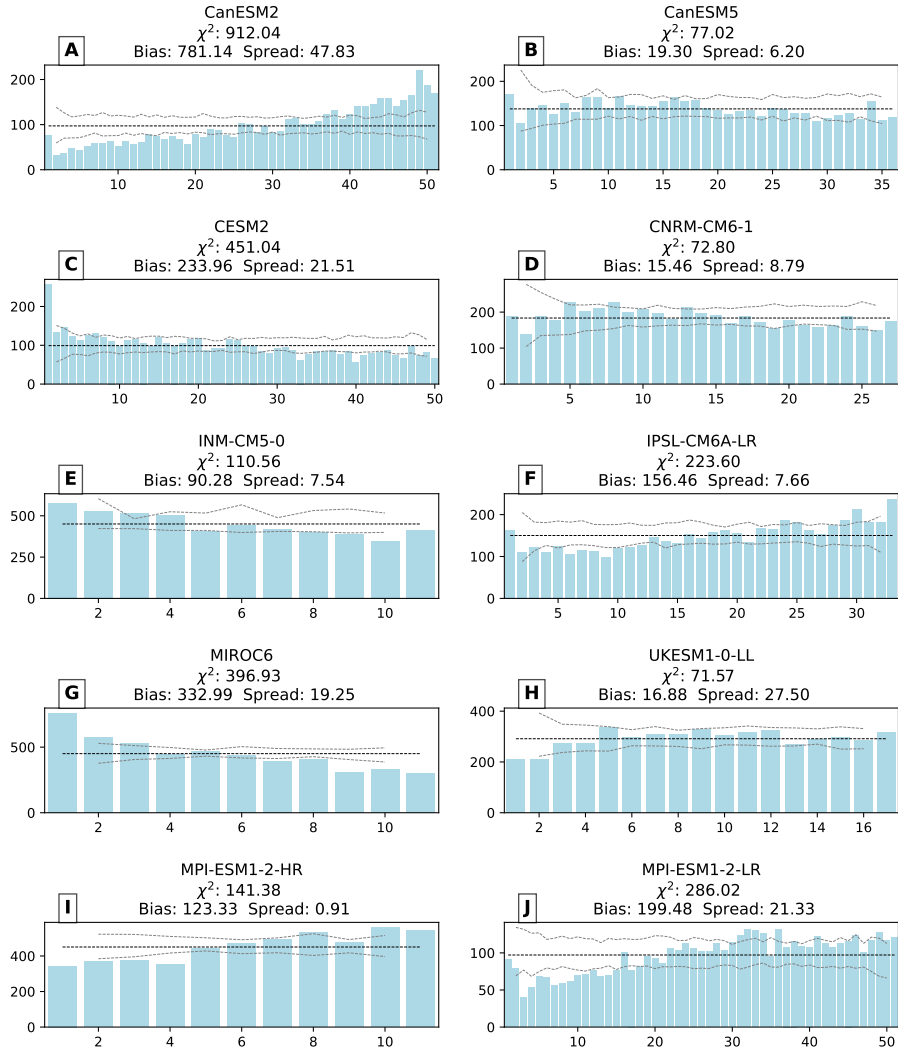 CanESM2
χ²: 912.04
A Bias: 781.14 Spread: 47.83
200
100
0
10 20 30 40 50
CanESM5
χ²: 77.02
B Bias: 19.30 Spread: 6.20
200
100
0
5 10 15 20 25 30 35
CESM2
χ²: 451.04
C Bias: 233.96 Spread: 21.51
200
100
0
10 20 30 40 50
CNRM-CM6-1
χ²: 72.80
D Bias: 15.46 Spread: 8.79
200
100
0
5 10 15 20 25
INM-CM5-0
χ²: 110.56
E Bias: 90.28 Spread: 7.54
500
250
0
2 4 6 8 10
IPSL-CM6A-LR
χ²: 223.60
F Bias: 156.46 Spread: 7.66
200
100
0
5 10 15 20 25 30
MIROC6
χ²: 396.93
G Bias: 332.99 Spread: 19.25
500
0
2 4 6 8 10
UKESM1-0-LL
χ²: 71.57
H Bias: 16.88 Spread: 27.50
400
200
0
2 4 6 8 10 12 14 16
MPI-ESM1-2-HR
χ²: 141.38
I Bias: 123.33 Spread: 0.91
400
200
0
2 4 6 8 10
MPI-ESM1-2-LR
χ²: 286.02
J Bias: 199.48 Spread: 21.33
100
50
0
10 20 30 40 50